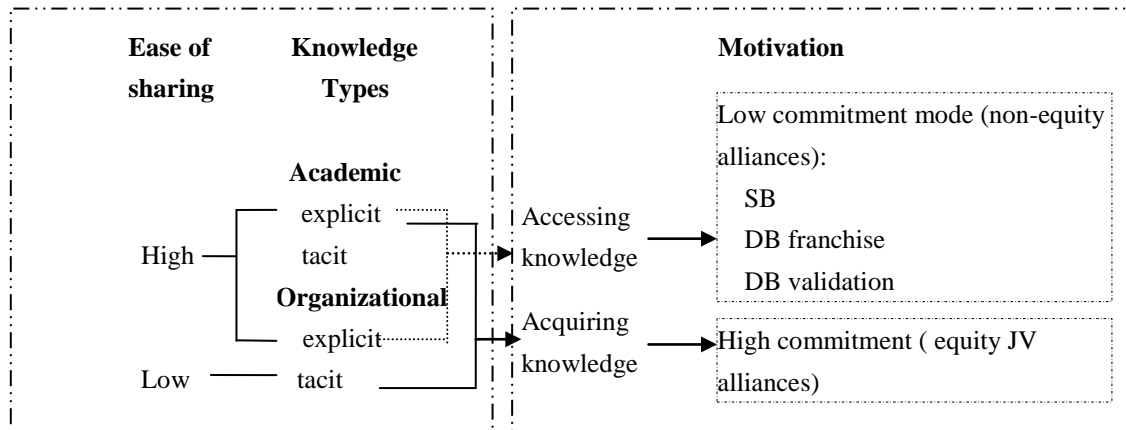 Ease of sharing
Knowledge Types
Motivation
High
Low
Academic
explicit
tacit
Organizational
explicit
tacit
Accessing
knowledge
Acquiring
knowledge
Low commitment mode (non-equity
alliances):
SB
DB franchise
DB validation
High commitment ( equity JV
alliances)